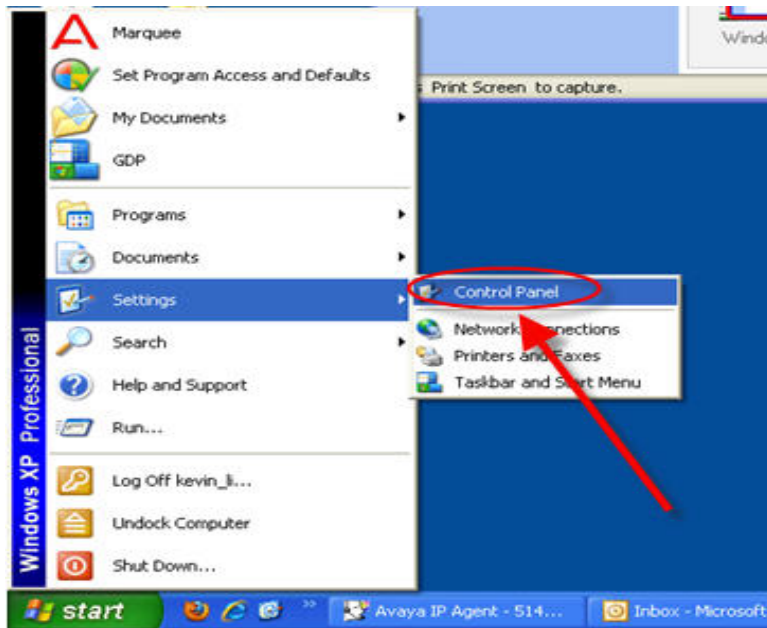 Marquee
Windo
Set Program Access and Defaults
Print Screen to capture.
My Documents
GDP
Programs
Documents
Settings
Control Panel
Network Connections
Printers and Faxes
Taskbar and Start Menu
Search
Help and Support
Run...
Log Off kevin_li...
Undock Computer
Shut Down...
Windows XP Professional
start
Avaya IP Agent - 514...
Inbox - Microsoft